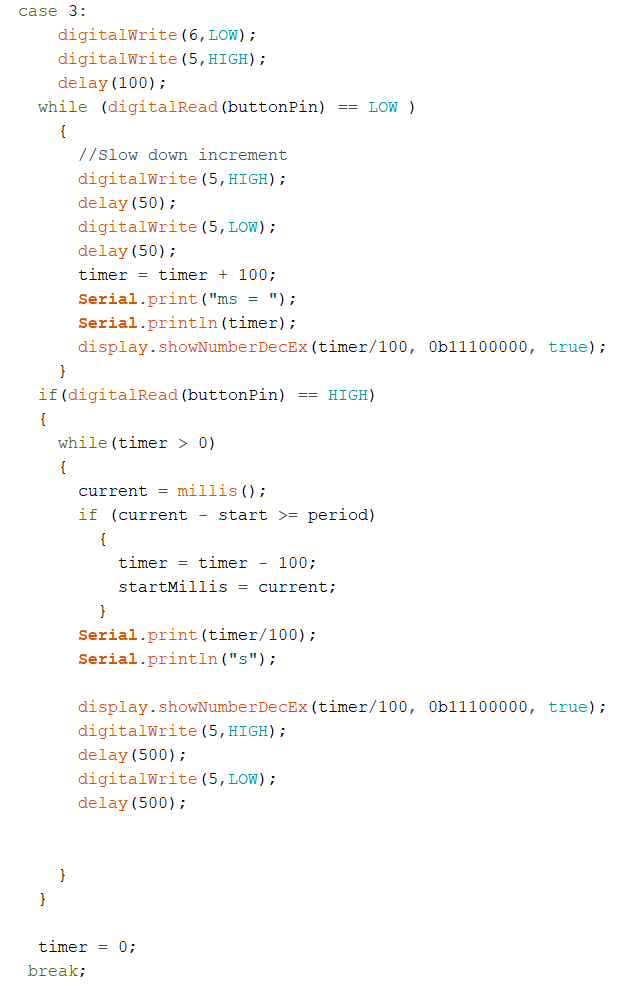 case 3:
    digitalWrite(6,LOW);
    digitalWrite(5,HIGH);
    delay(100);
  while (digitalRead(buttonPin) == LOW )
    {
      //Slow down increment
      digitalWrite(5,HIGH);
      delay(50);
      digitalWrite(5,LOW);
      delay(50);
      timer = timer + 100;
      Serial.print("ms = ");
      Serial.println(timer);
      display.showNumberDecEx(timer/100, 0b11100000, true);
    }
  if(digitalRead(buttonPin) == HIGH)
  {
    while(timer > 0)
    {
      current = millis();
      if (current - start >= period)
        {
          timer = timer - 100;
          startMillis = current;
        }
      Serial.print(timer/100);
      Serial.println("s");

      display.showNumberDecEx(timer/100, 0b11100000, true);
      digitalWrite(5,HIGH);
      delay(500);
      digitalWrite(5,LOW);
      delay(500);


    }
  }

  timer = 0;
 break;